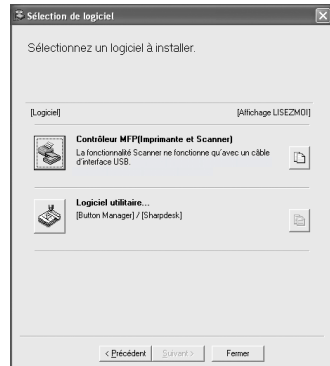 Sélection de logiciel
Sélectionnez un logiciel à installer.
[Logiciel] [Affichage LISEZMOI]
Contrôleur MFP(Imprimante et Scanner)
La fonctionnalité Scanner ne fonctionne qu'avec un câble
d'interface USB.
Logiciel utilitaire...
[Button Manager] / [Sharpdesk]
< Précédent Suivant > Fermer